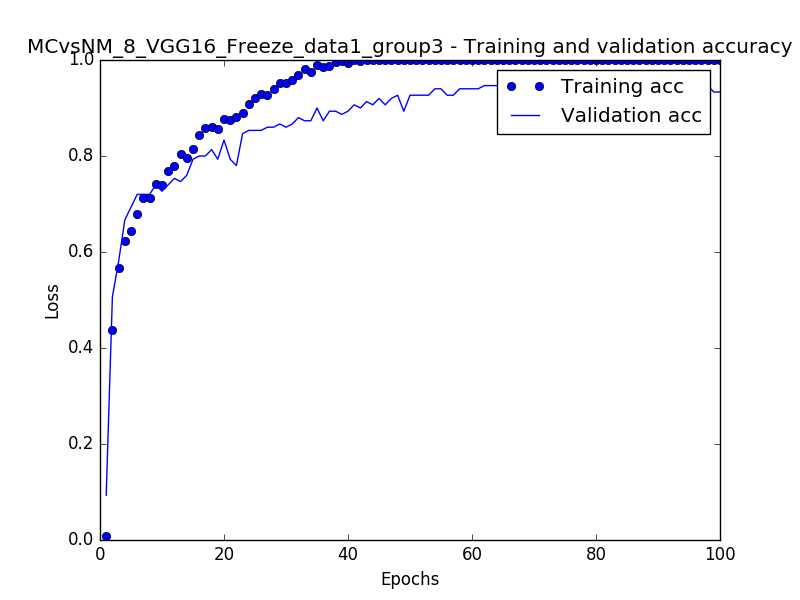 MCvsNM_8_VGG16_Freeze_data1_group3 - Training and validation accuracy
1.0
0.8
0.6
0.4
0.2
0.0
Loss
Training acc
Validation acc
0 20 40 60 80 100
Epochs